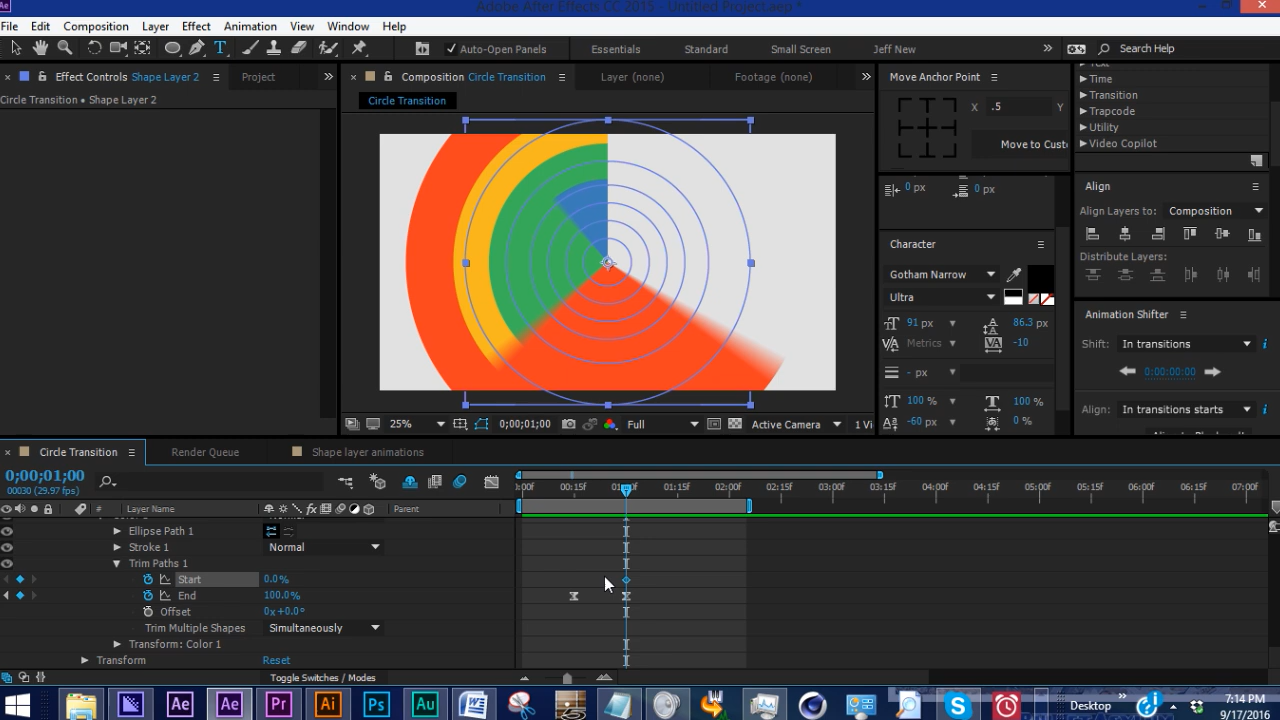 Ae
Adobe After Effects CC 2015 - Untitled Project.aep *
File Edit Composition Layer Effect Animation View Window Help
Auto-Open Panels Essentials Standard Small Screen Jeff New Search Help
Effect Controls Shape Layer 2 Project
Circle Transition • Shape Layer 2
Composition Circle Transition Layer (none) Footage (none)
Circle Transition
25% 0;00;01;00 Full Active Camera 1 Vi
Move Anchor Point
X .5 Y
Move to Cust
0 px 0 px
Character
Gotham Narrow
Ultra
91 px 86.3 px
Metrics -10
- px
100 % 100 %
-60 px 0 %
Time
Transition
Trapcode
Utility
Video Copilot
Align
Align Layers to: Composition
Distribute Layers:
Animation Shifter
Shift: In transitions
0:00:00:00
Align: In transitions starts
Circle Transition Render Queue Shape layer animations
0;00;01;00
00030 (29.97 fps)
# Layer Name Parent
:00f 00:15f 01:00f 01:15f 02:00f 02:15f 03:00f 03:15f 04:00f 04:15f 05:00f 05:15f 06:00f 06:15f 07:00f
Ellipse Path 1
Stroke 1 Normal
Trim Paths 1
Start 0.0%
End 100.0%
Offset 0x+0.0°
Trim Multiple Shapes Simultaneously
Transform: Color 1
Transform Reset
Toggle Switches / Modes
Ae Ae Pr Ai Ps Au
Desktop
7:14 PM
9/17/2016